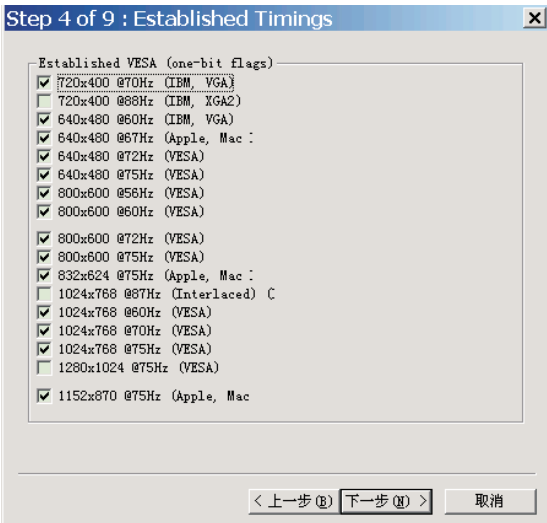 Step 4 of 9 : Established Timings
Established VESA (one-bit flags)
720x400 @70Hz (IBM, VGA)
720x400 @88Hz (IBM, XGA2)
640x480 @60Hz (IBM, VGA)
640x480 @67Hz (Apple, Mac
640x480 @72Hz (VESA)
640x480 @75Hz (VESA)
800x600 @56Hz (VESA)
800x600 @60Hz (VESA)
800x600 @72Hz (VESA)
800x600 @75Hz (VESA)
832x624 @75Hz (Apple, Mac
1024x768 @87Hz (Interlaced) (
1024x768 @60Hz (VESA)
1024x768 @70Hz (VESA)
1024x768 @75Hz (VESA)
1280x1024 @75Hz (VESA)
1152x870 @75Hz (Apple, Mac
< 上一步(B) 下一步(N) > 取消